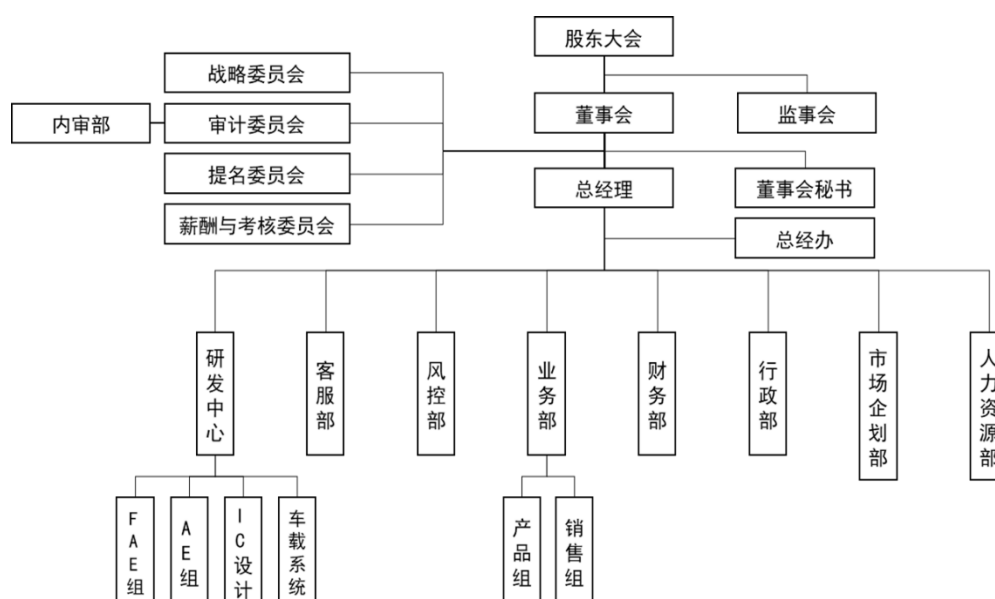 股东大会
战略委员会
董事会
监事会
内审部
审计委员会
提名委员会
总经理
董事会秘书
薪酬与考核委员会
总经办
研发中心
客服部
风控部
业务部
财务部
行政部
市场企划部
人力资源部
FAE组
AE组
IC设计
车载系统
产品组
销售组